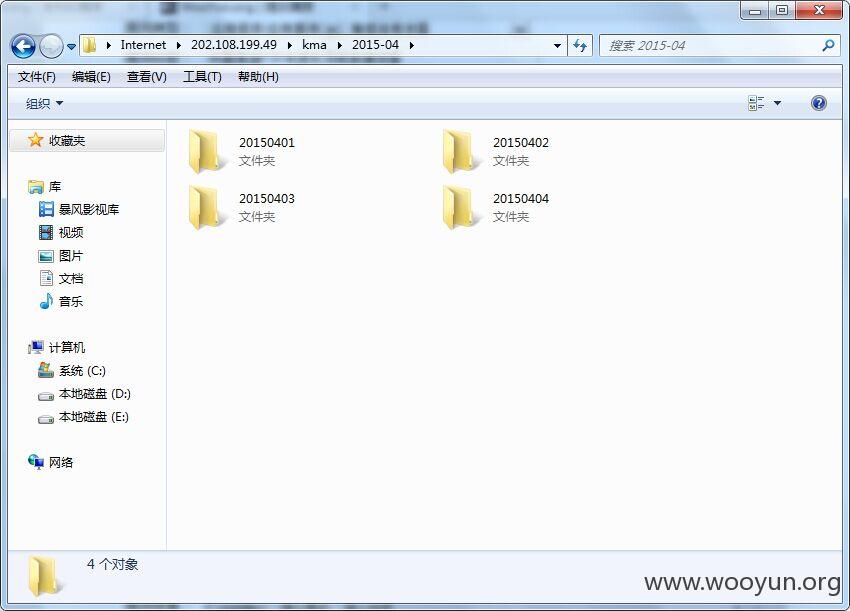 Internet 202.108.199.49 kma 2015-04
搜索 2015-04
文件(F) 编辑(E) 查看(V) 工具(T) 帮助(H)
组织
收藏夹
库
暴风影视库
视频
图片
文档
音乐
计算机
系统 (C:)
本地磁盘 (D:)
本地磁盘 (E:)
网络
20150401
文件夹
20150402
文件夹
20150403
文件夹
20150404
文件夹
4 个对象
www.wooyun.org